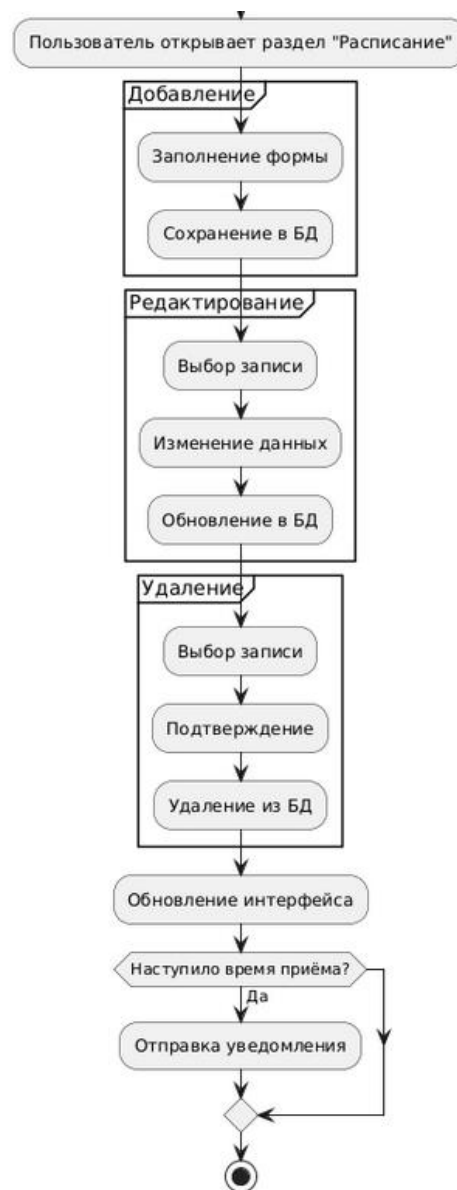 Пользователь открывает раздел "Расписание"
Добавление
Заполнение формы
Сохранение в БД
Редактирование
Выбор записи
Изменение данных
Обновление в БД
Удаление
Выбор записи
Подтверждение
Удаление из БД
Обновление интерфейса
Наступило время приёма?
Да
Отправка уведомления